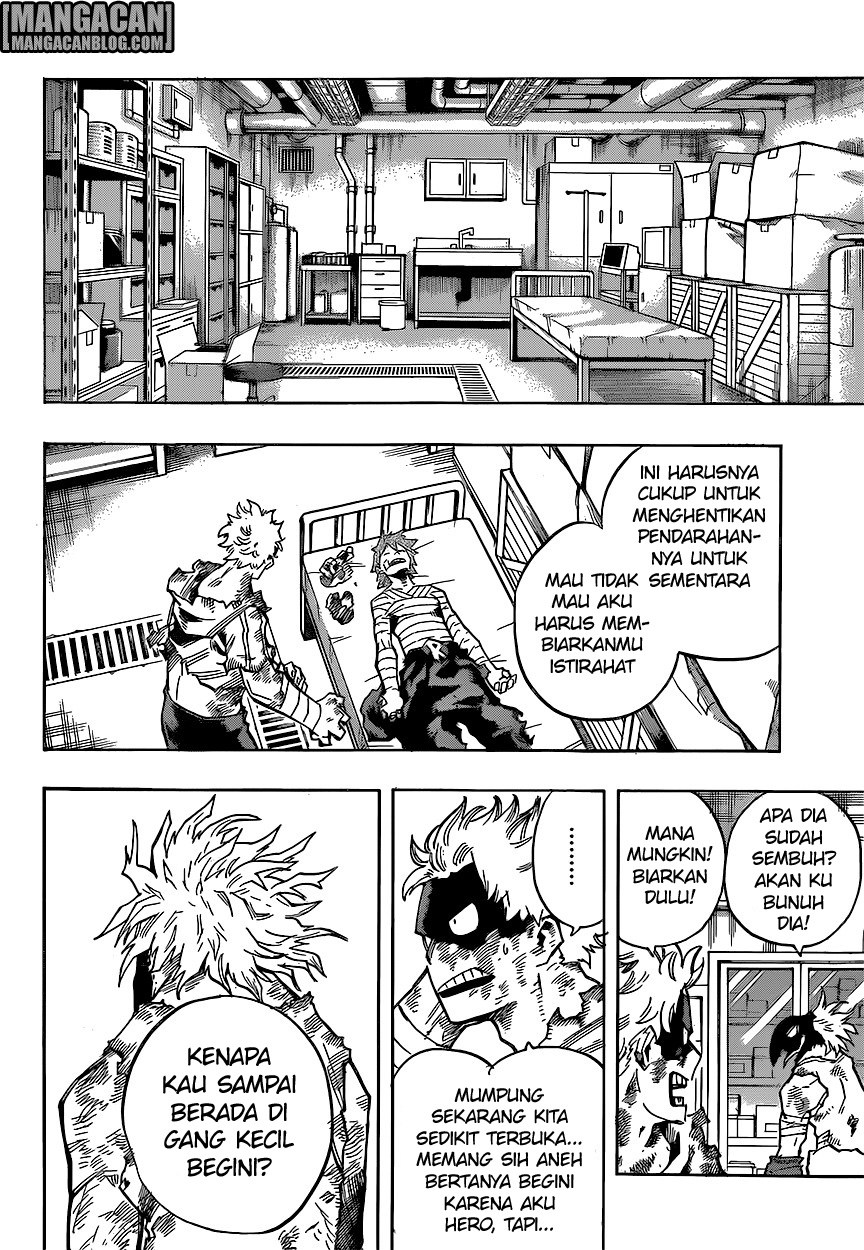 [MANGACAN]
MANGACANBLOG.COM
INI HARUSNYA
CUKUP UNTUK
MENGHENTIKAN
PENDARAHAN-
NYA UNTUK
SEMENTARA
MAU TIDAK
MAU AKU
HARUS MEM-
BIARKANMU
ISTIRAHAT
APA DIA
SUDAH
SEMBUH?
AKAN KU
BUNUH
DIA!
MANA
MUNGKIN!
BIARKAN
DULU!
.........
MUMPUNG
SEKARANG KITA
SEDIKIT TERBUKA...
MEMANG SIH ANEH
BERTANYA BEGINI
KARENA AKU
HERO, TAPI...
KENAPA
KAU SAMPAI
BERADA DI
GANG KECIL
BEGINI?